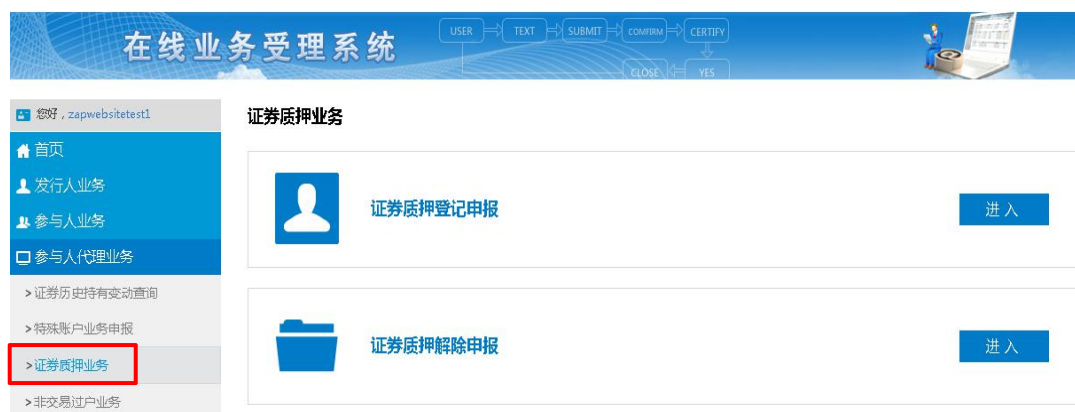 在线业务受理系统
USER TEXT SUBMIT COMFIRM CERTIFY
CLOSE YES
您好，zapwebsitetest1
证券质押业务
首页
发行人业务
参与人业务
参与人代理业务
>证券历史持有变动查询
>特殊账户业务申报
>证券质押业务
>非交易过户业务
证券质押登记申报
进入
证券质押解除申报
进入